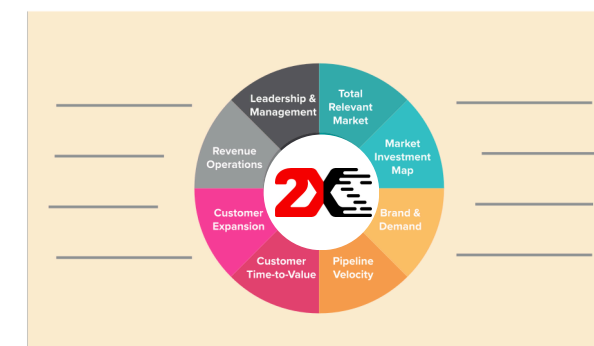 Total
Relevant
Market
Market
Investment
Map
Brand &
Demand
Pipeline
Velocity
Customer
Time-to-Value
Customer
Expansion
Revenue
Operations
Leadership &
Management
2X